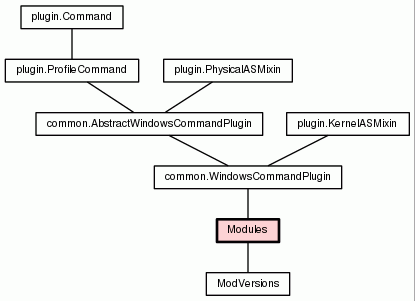 plugin.Command
plugin.ProfileCommand
plugin.PhysicalASMixin
common.AbstractWindowsCommandPlugin
plugin.KernelASMixin
common.WindowsCommandPlugin
Modules
ModVersions